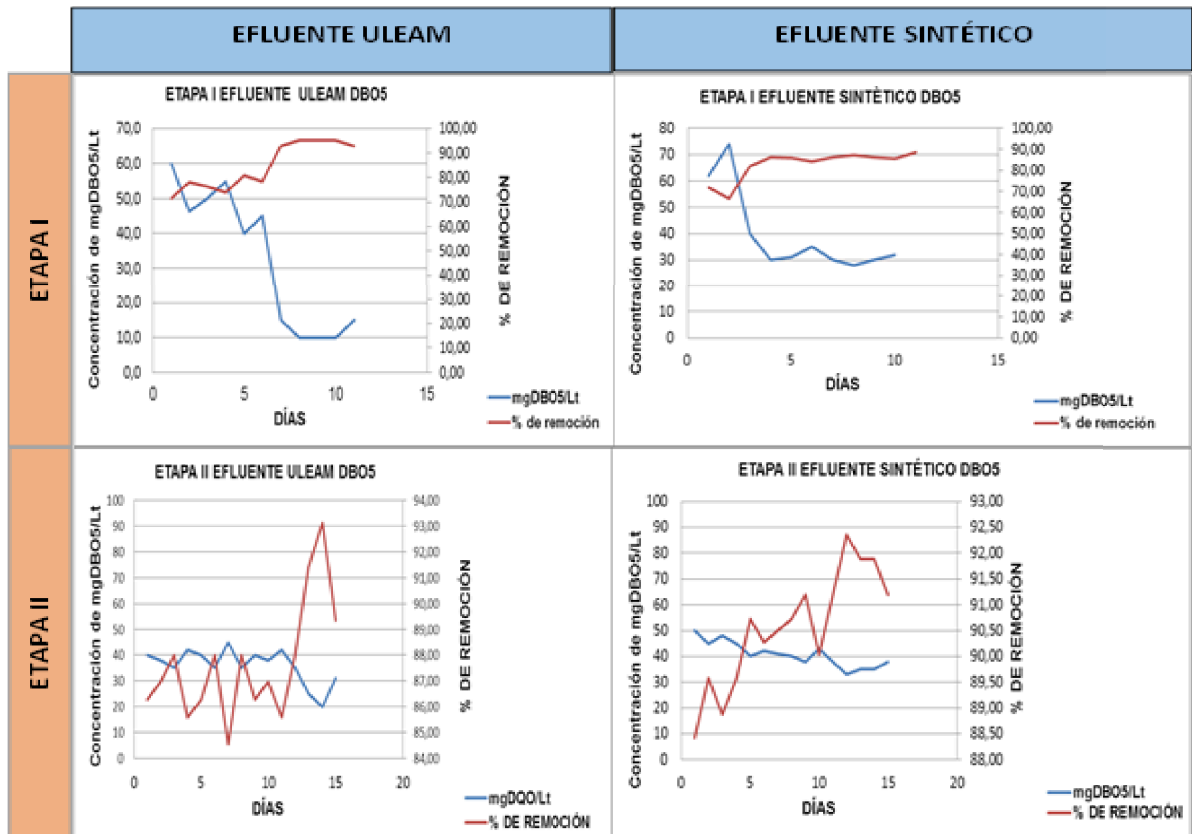 EFLUENTE ULEAM
EFLUENTE SINTÉTICO
ETAPA I
ETAPA I EFLUENTE ULEAM DBO5
Concentración de mgDBO5/Lt
70,0
60,0
50,0
40,0
30,0
20,0
10,0
0,0
100,00
90,00
80,00
70,00
60,00
50,00
40,00
30,00
20,00
10,00
0,00
% DE REMOCIÓN
0 5 10 15
DÍAS
mgDBO5/Lt
% de remoción
ETAPA I EFLUENTE SINTÈTICO DBO5
Concentración de mgDBO5/Lt
80
70
60
50
40
30
20
10
0
100,00
90,00
80,00
70,00
60,00
50,00
40,00
30,00
20,00
10,00
0,00
% DE REMOCIÓN
0 5 10 15
DÍAS
mgDBO5/Lt
% de remoción
ETAPA II
ETAPA II EFLUENTE ULEAM DBO5
Concentración de mgDBO5/Lt
100
90
80
70
60
50
40
30
20
10
0
94,00
93,00
92,00
91,00
90,00
89,00
88,00
87,00
86,00
85,00
84,00
% DE REMOCIÓN
0 5 10 15 20
DÍAS
mgDQO/Lt
% DE REMOCIÓN
ETAPA II EFLUENTE SINTÉTICO DBO5
Concentración de mgDBO5/Lt
100
90
80
70
60
50
40
30
20
10
0
93,00
92,50
92,00
91,50
91,00
90,50
90,00
89,50
89,00
88,50
88,00
% DE REMOCIÓN
0 5 10 15 20
DÍAS
mgDBO5/Lt
% DE REMOCIÓN